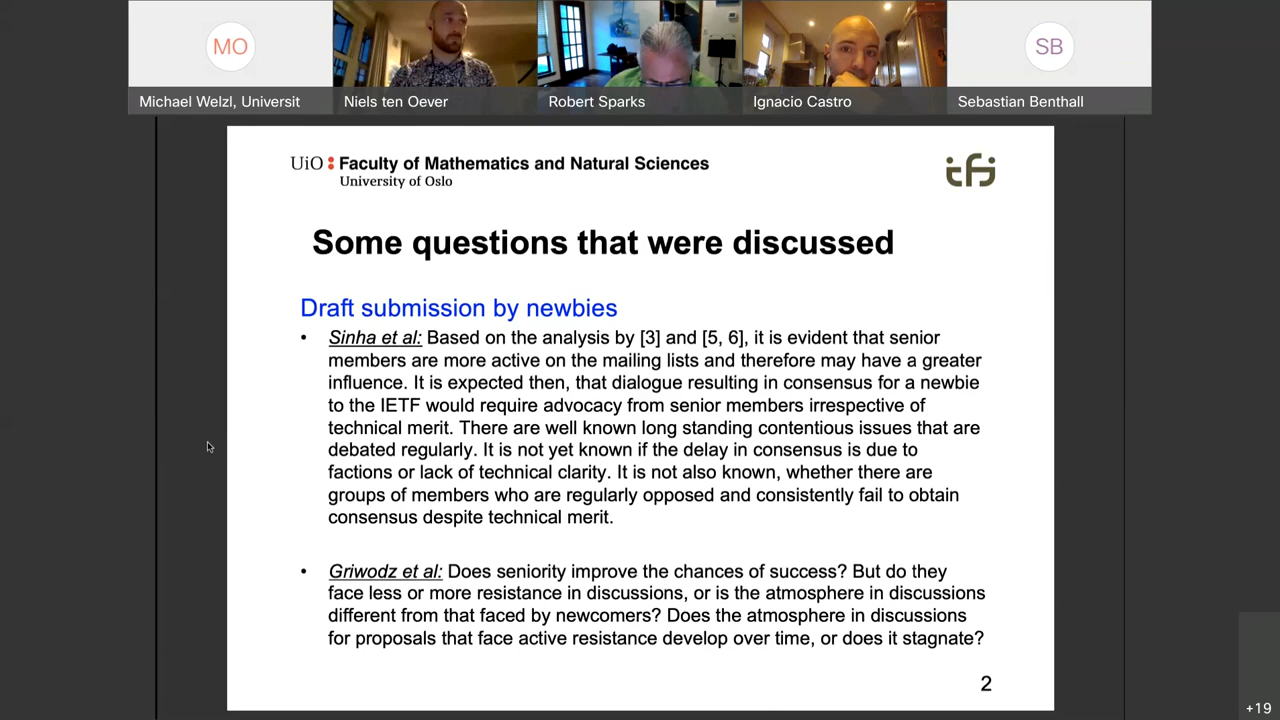 MO
SB
Michael Welzl, Universit
Niels ten Oever
Robert Sparks
Ignacio Castro
Sebastian Benthall
UiO: Faculty of Mathematics and Natural Sciences
University of Oslo
ifi
Some questions that were discussed
Draft submission by newbies
• Sinha et al: Based on the analysis by [3] and [5, 6], it is evident that senior
members are more active on the mailing lists and therefore may have a greater
influence. It is expected then, that dialogue resulting in consensus for a newbie
to the IETF would require advocacy from senior members irrespective of
technical merit. There are well known long standing contentious issues that are
debated regularly. It is not yet known if the delay in consensus is due to
factions or lack of technical clarity. It is not also known, whether there are
groups of members who are regularly opposed and consistently fail to obtain
consensus despite technical merit.
• Griwodz et al: Does seniority improve the chances of success? But do they
face less or more resistance in discussions, or is the atmosphere in discussions
different from that faced by newcomers? Does the atmosphere in discussions
for proposals that face active resistance develop over time, or does it stagnate?
2
+19